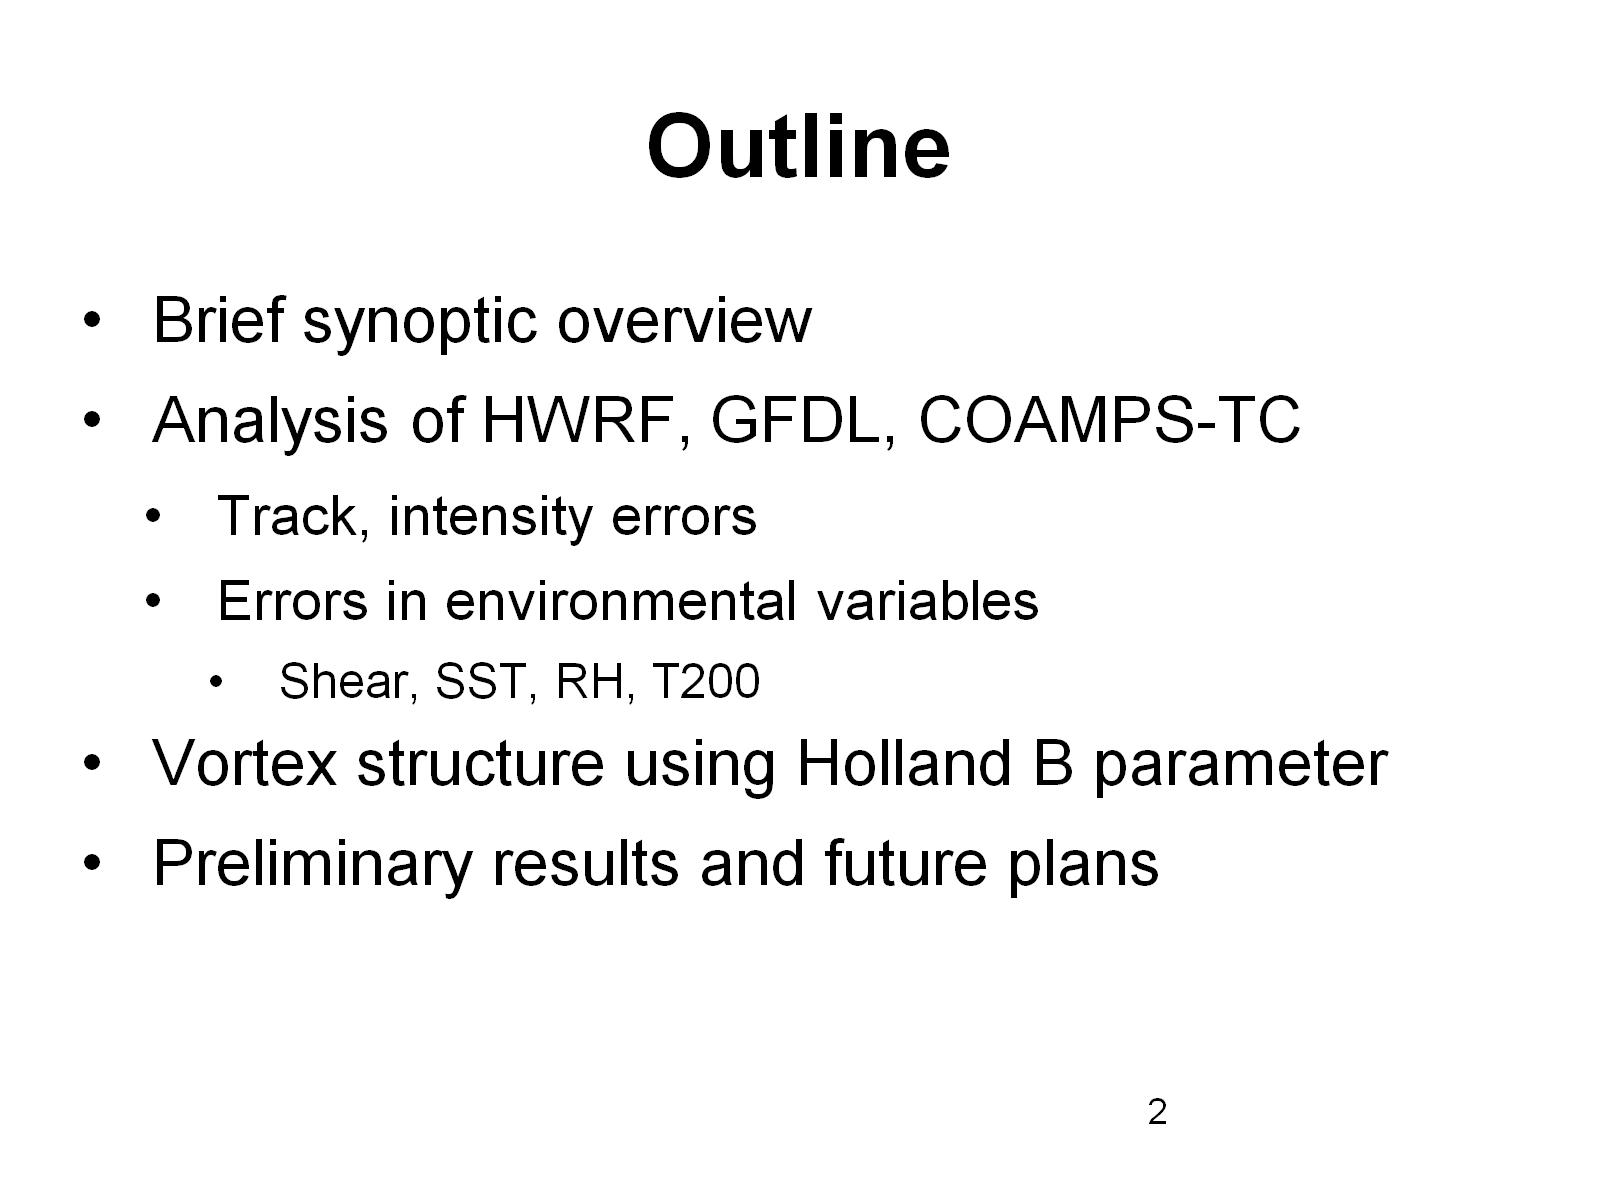 Outline
• Brief synoptic overview
• Analysis of HWRF, GFDL, COAMPS-TC
• Track, intensity errors
• Errors in environmental variables
• Shear, SST, RH, T200
• Vortex structure using Holland B parameter
• Preliminary results and future plans
2